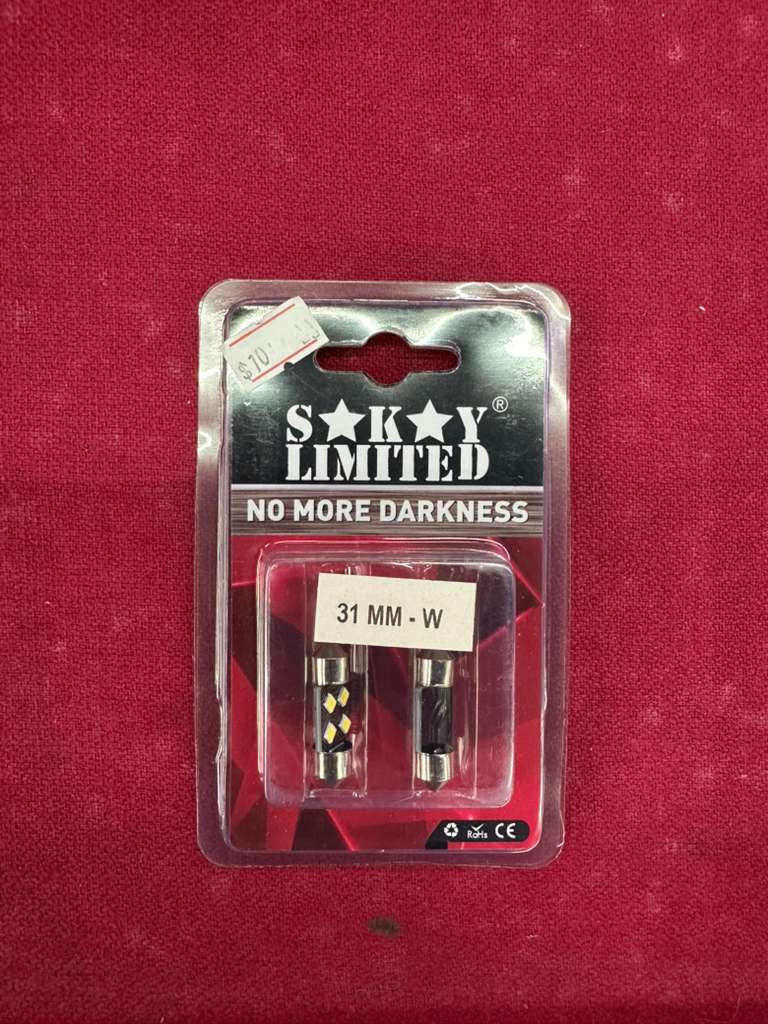 S★K★Y®
LIMITED
NO MORE DARKNESS
31 MM - W
RoHs CE